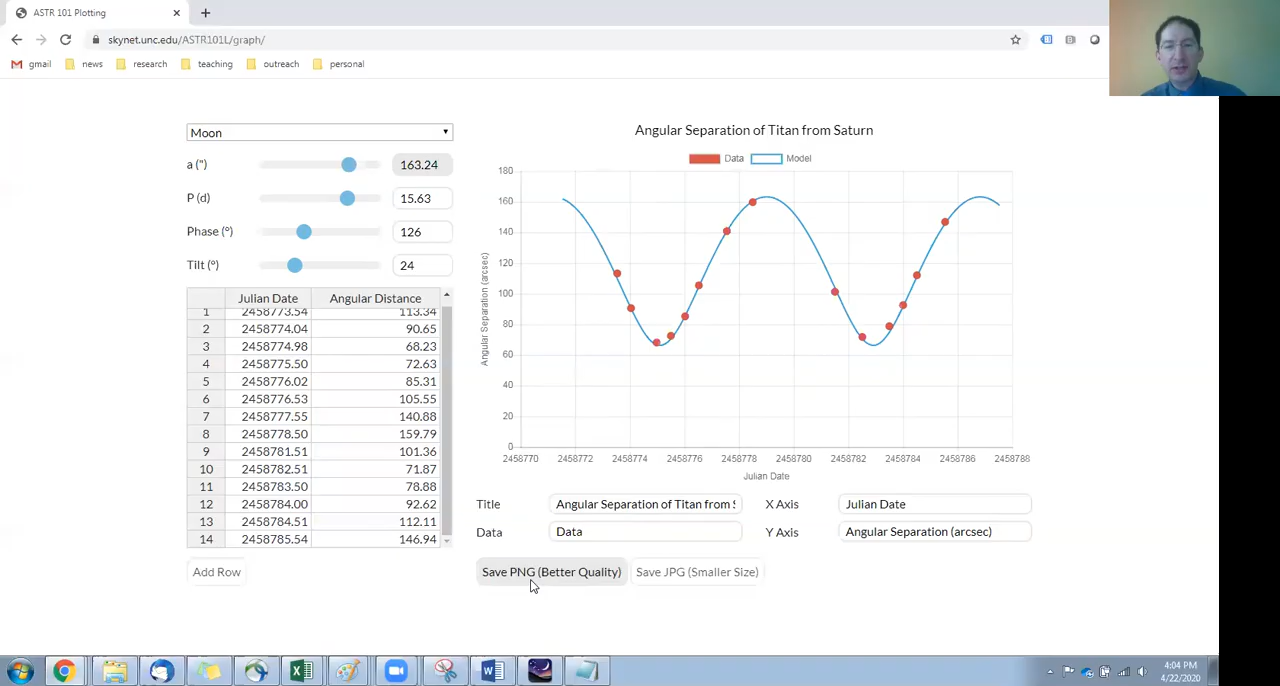 ASTR 101 Plotting
skynet.unc.edu/ASTR101L/graph/
gmail news research teaching outreach personal
Moon
a (") 163.24
P (d) 15.63
Phase (º) 126
Tilt (º) 24
Julian Date Angular Distance
1 2458773.54 113.34
2 2458774.04 90.65
3 2458774.98 68.23
4 2458775.50 72.63
5 2458776.02 85.31
6 2458776.53 105.55
7 2458777.55 140.88
8 2458778.50 159.79
9 2458781.51 101.36
10 2458782.51 71.87
11 2458783.50 78.88
12 2458784.00 92.62
13 2458784.51 112.11
14 2458785.54 146.94
Add Row
Angular Separation of Titan from Saturn
Data Model
180
160
140
120
100
80
60
40
20
0
Angular Separation (arcsec)
2458770 2458772 2458774 2458776 2458778 2458780 2458782 2458784 2458786 2458788
Julian Date
Title Angular Separation of Titan from S X Axis Julian Date
Data Data Y Axis Angular Separation (arcsec)
Save PNG (Better Quality) Save JPG (Smaller Size)
4:04 PM
4/22/2020